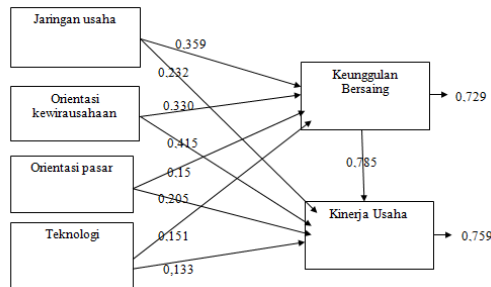 Jaringan usaha
0,359
0,232
Keunggulan
Bersaing
0,729
Orientasi
kewirausahaan
0,330
0,415
Orientasi pasar
0,15
0,785
0,205
Kinerja Usaha
Teknologi
0,151
0,759
0,133